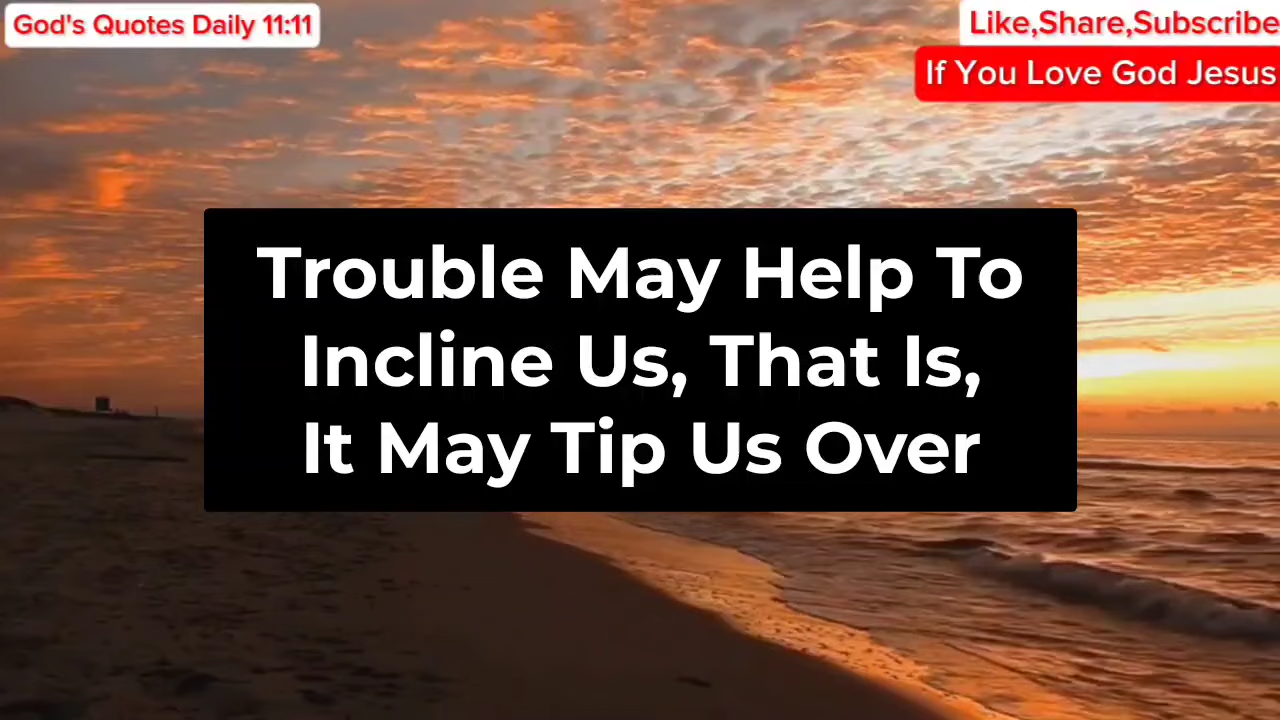 God's Quotes Daily 11:11
Like,Share,Subscribe
If You Love God Jesus
Trouble May Help To
Incline Us, That Is,
It May Tip Us Over